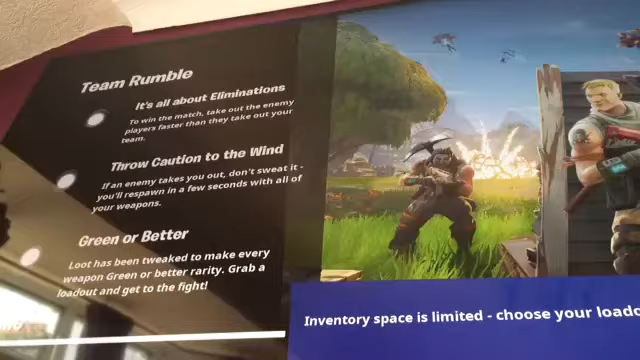 Team Rumble
It's all about Eliminations
To win the match, take out the enemy
players faster than they take out your
team.
Throw Caution to the Wind
If an enemy takes you out, don't sweat it -
you'll respawn in a few seconds with all of
your weapons.
Green or Better
Loot has been tweaked to make every
weapon Green or better rarity. Grab a
loadout and get to the fight!
Inventory space is limited - choose your loado